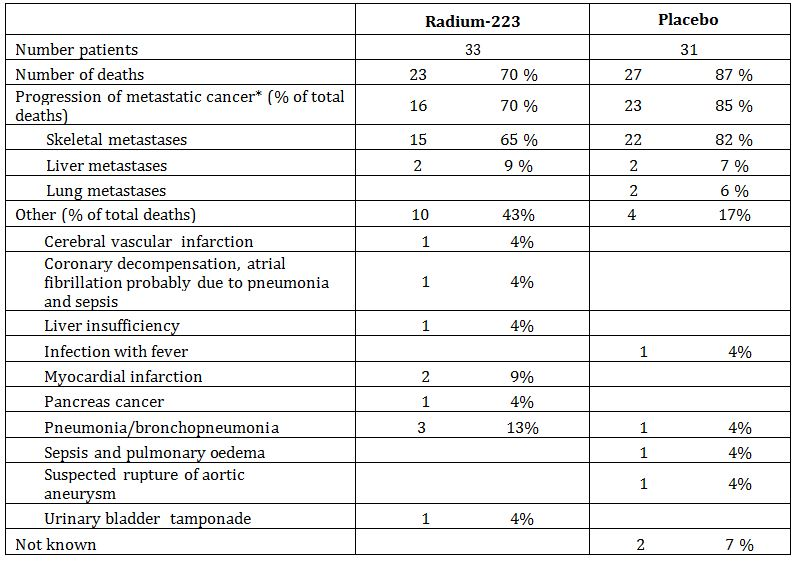 Radium-223 Placebo
Number patients 33 31
Number of deaths 23 70 % 27 87 %
Progression of metastatic cancer* (% of total
deaths) 16 70 % 23 85 %
Skeletal metastases 15 65 % 22 82 %
Liver metastases 2 9 % 2 7 %
Lung metastases 2 6 %
Other (% of total deaths) 10 43% 4 17%
Cerebral vascular infarction 1 4%
Coronary decompensation, atrial
fibrillation probably due to pneumonia 1 4%
and sepsis
Liver insufficiency 1 4%
Infection with fever 1 4%
Myocardial infarction 2 9%
Pancreas cancer 1 4%
Pneumonia/bronchopneumonia 3 13% 1 4%
Sepsis and pulmonary oedema 1 4%
Suspected rupture of aortic
aneurysm 1 4%
Urinary bladder tamponade 1 4%
Not known 2 7 %